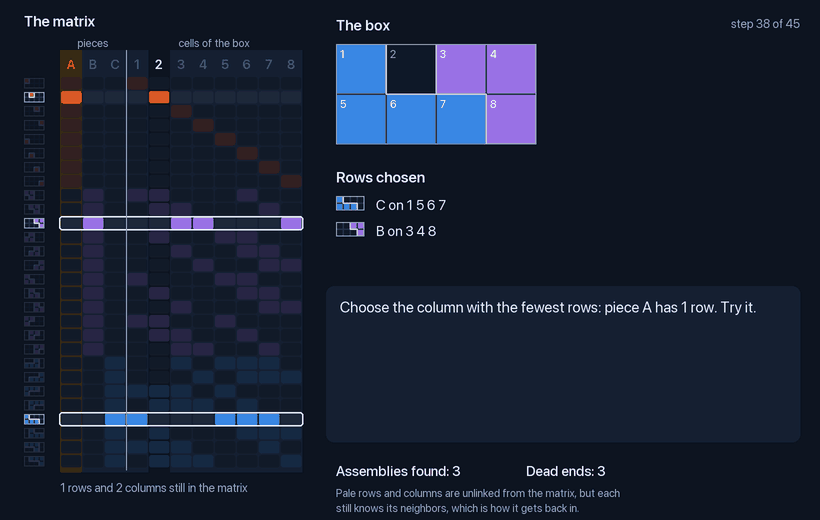 The matrix
pieces cells of the box
A B C 1 2 3 4 5 6 7 8
1 rows and 2 columns still in the matrix
The box
step 38 of 45
1 2 3 4
5 6 7 8
Rows chosen
C on 1 5 6 7
B on 3 4 8
Choose the column with the fewest rows: piece A has 1 row. Try it.
Assemblies found: 3 Dead ends: 3
Pale rows and columns are unlinked from the matrix, but each
still knows its neighbors, which is how it gets back in.